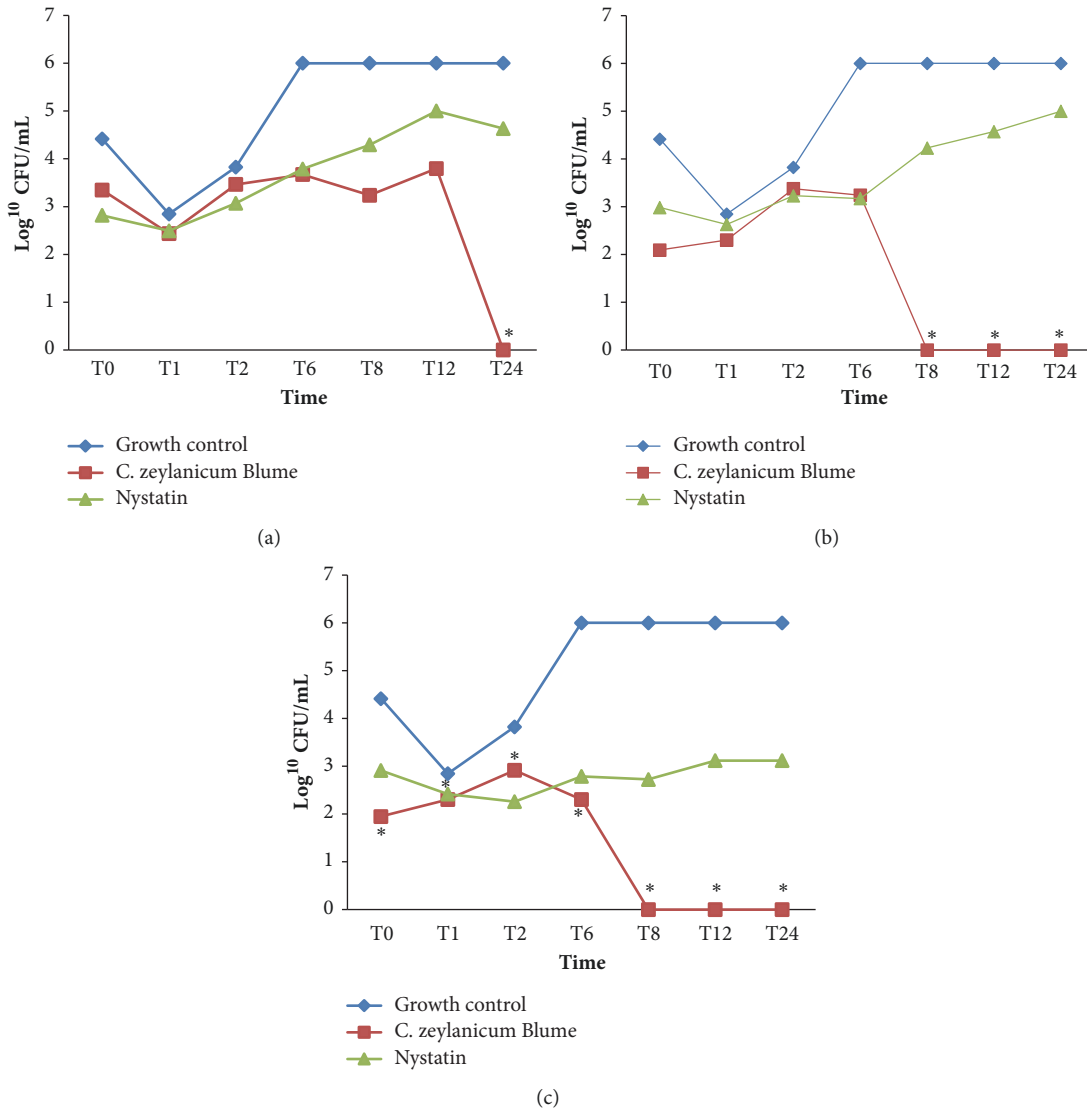 7
6
5
4
3
2
1
0
Log¹⁰ CFU/mL
*
T0 T1 T2 T6 T8 T12 T24
Time
Growth control
C. zeylanicum Blume
Nystatin
(a)
7
6
5
4
3
2
1
0
Log¹⁰ CFU/mL
* * *
T0 T1 T2 T6 T8 T12 T24
Time
Growth control
C. zeylanicum Blume
Nystatin
(b)
7
6
5
4
3
2
1
0
Log¹⁰ CFU/mL
* * * * * * *
T0 T1 T2 T6 T8 T12 T24
Time
Growth control
C. zeylanicum Blume
Nystatin
(c)